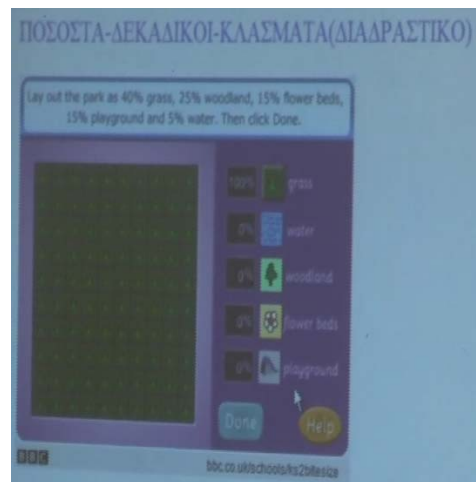 ΠΟΣΟΣΤΑ-ΔΕΚΑΔΙΚΟΙ-ΚΛΑΣΜΑΤΑ(ΔΙΑΔΡΑΣΤΙΚΟ)
Lay out the park as 40% grass, 25% woodland, 15% flower beds,
15% playground and 5% water. Then click Done.
100% grass
0% water
0% woodland
0% flower beds
0% playground
Done Help
BBC bbc.co.uk/schools/ks2bitesize